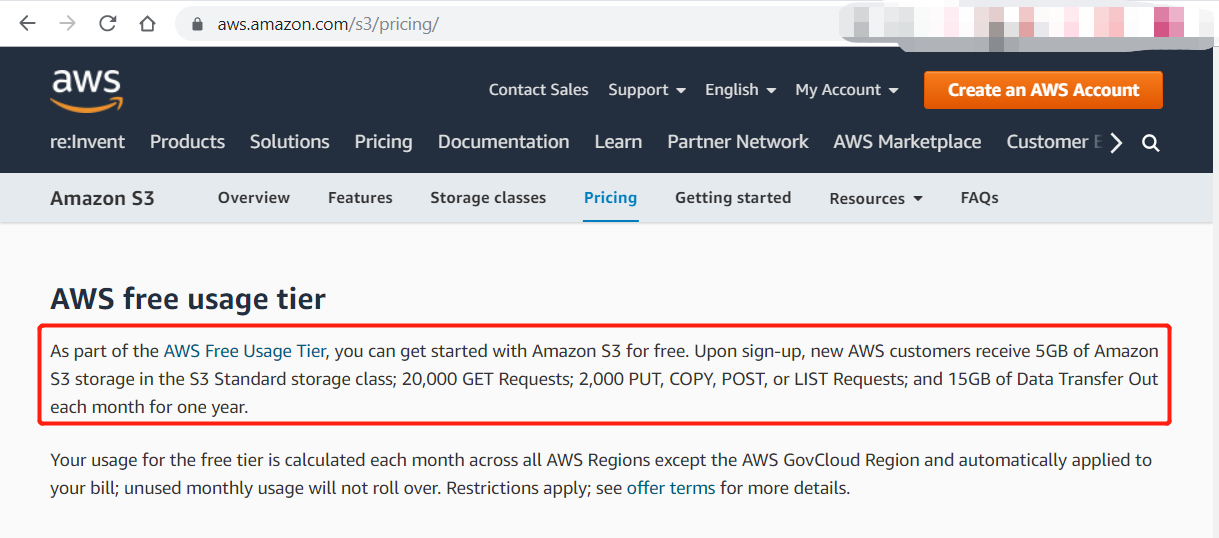 aws.amazon.com/s3/pricing/
aws
Contact Sales Support English My Account Create an AWS Account
re:Invent Products Solutions Pricing Documentation Learn Partner Network AWS Marketplace Customer
Amazon S3 Overview Features Storage classes Pricing Getting started Resources FAQs
AWS free usage tier
As part of the AWS Free Usage Tier, you can get started with Amazon S3 for free. Upon sign-up, new AWS customers receive 5GB of Amazon
S3 storage in the S3 Standard storage class; 20,000 GET Requests; 2,000 PUT, COPY, POST, or LIST Requests; and 15GB of Data Transfer Out
each month for one year.
Your usage for the free tier is calculated each month across all AWS Regions except the AWS GovCloud Region and automatically applied to
your bill; unused monthly usage will not roll over. Restrictions apply; see offer terms for more details.